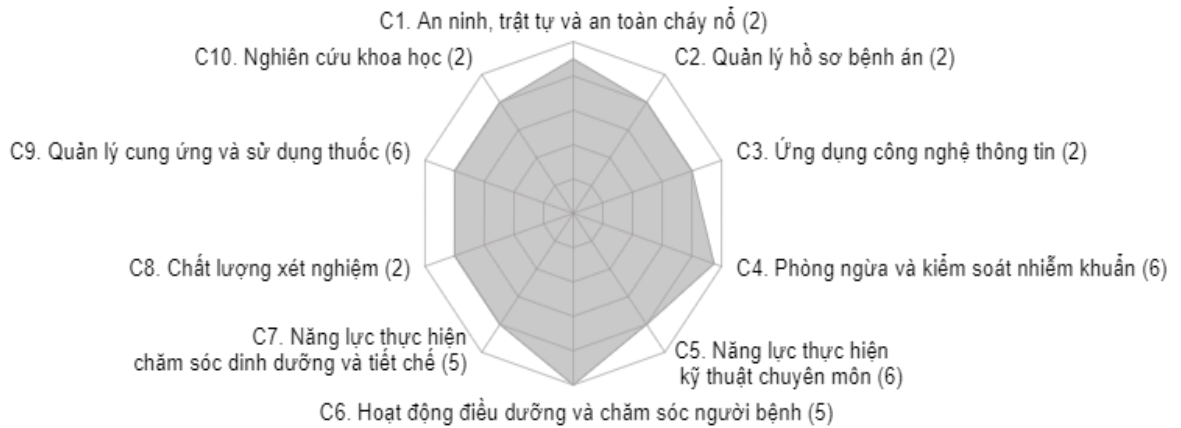 C1. An ninh, trật tự và an toàn cháy nổ (2)
C2. Quản lý hồ sơ bệnh án (2)
C3. Ứng dụng công nghệ thông tin (2)
C4. Phòng ngừa và kiểm soát nhiễm khuẩn (6)
C5. Năng lực thực hiện
kỹ thuật chuyên môn (6)
C6. Hoạt động điều dưỡng và chăm sóc người bệnh (5)
C7. Năng lực thực hiện
chăm sóc dinh dưỡng và tiết chế (5)
C8. Chất lượng xét nghiệm (2)
C9. Quản lý cung ứng và sử dụng thuốc (6)
C10. Nghiên cứu khoa học (2)